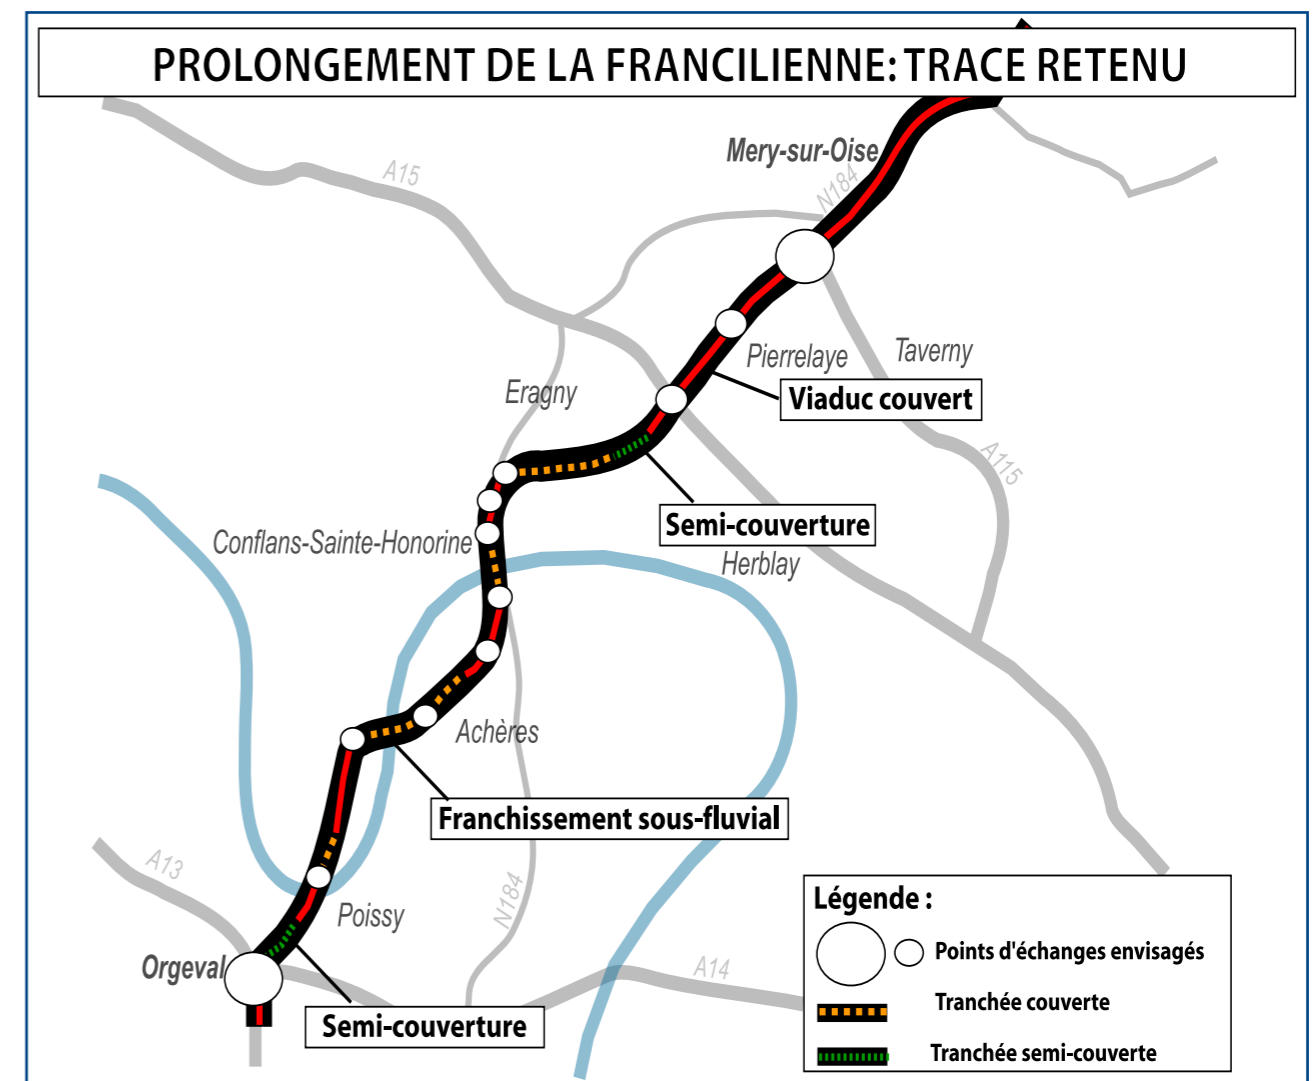 PROLONGEMENT DE LA FRANCILIENNE: TRACE RETENU
Mery-sur-Oise
A15
N184
Pierrelaye
Taverny
Viaduc couvert
Eragny
A115
Semi-couverture
Conflans-Sainte-Honorine
Herblay
Achères
Franchissement sous-fluvial
A13
N184
Poissy
Orgeval
A14
Semi-couverture
Légende :
Points d'échanges envisagés
Tranchée couverte
Tranchée semi-couverte